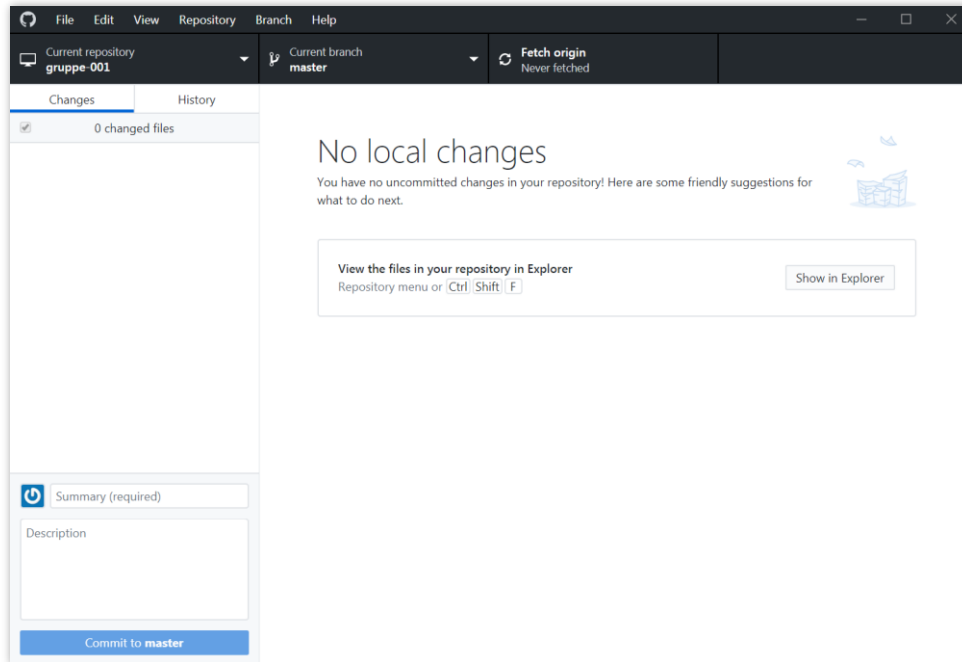 File Edit View Repository Branch Help
Current repository
gruppe-001
Current branch
master
Fetch origin
Never fetched
Changes History
0 changed files
No local changes
You have no uncommitted changes in your repository! Here are some friendly suggestions for
what to do next.
View the files in your repository in Explorer
Repository menu or Ctrl Shift F
Show in Explorer
Summary (required)
Description
Commit to master